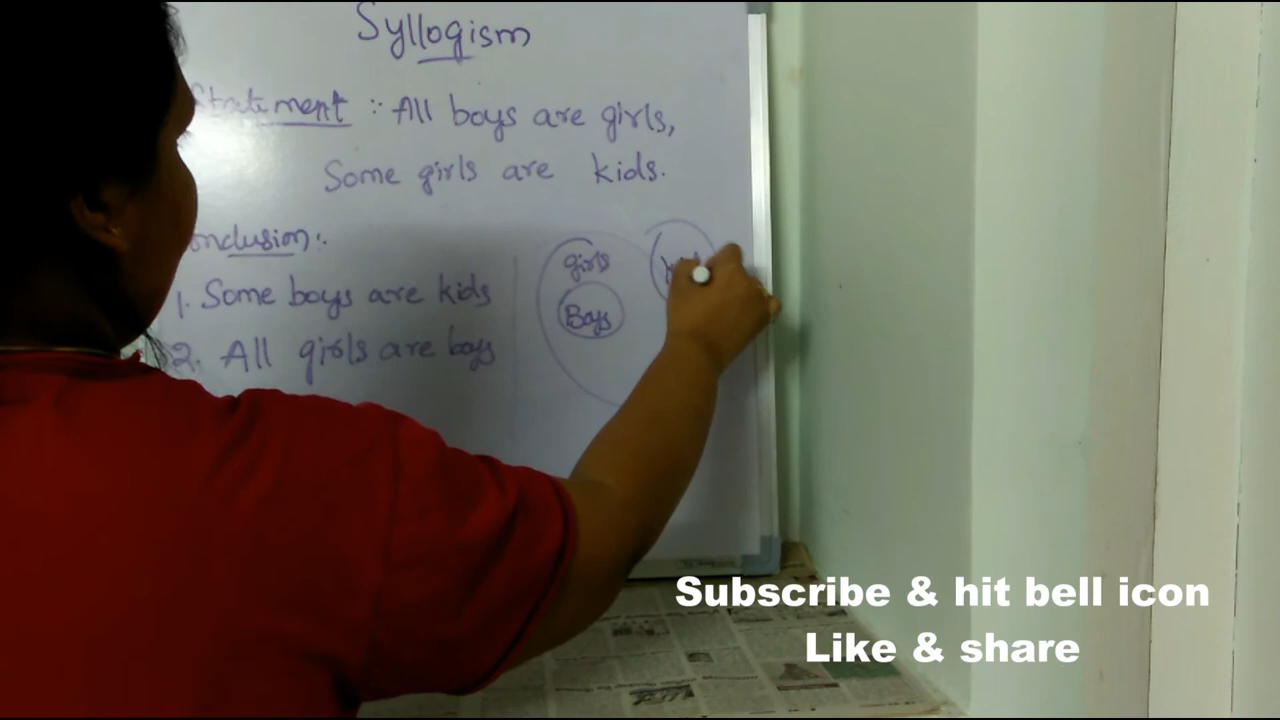 Syllogism
Statement :- All boys are girls,
Some girls are kids.
onclusion:.
1. Some boys are kids
2. All girls are boys
girls
Boys
Subscribe & hit bell icon
Like & share